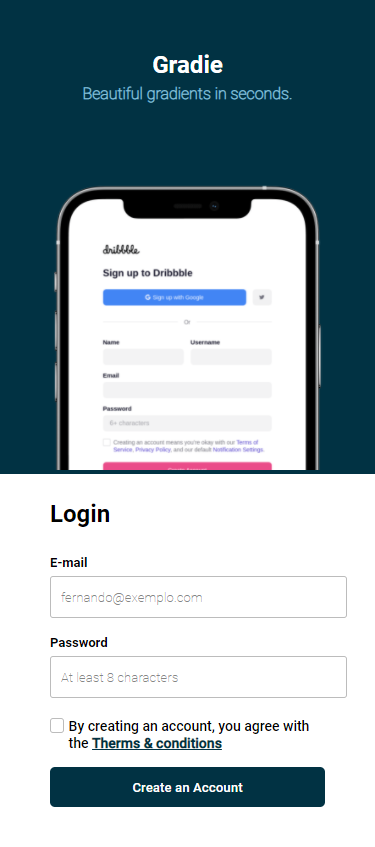 Gradie
Beautiful gradients in seconds.
dribbble
Sign up to Dribbble
G Sign up with Google
Or
Name
Username
Email
Password
6+ characters
Creating an account means you're okay with our Terms of
Service, Privacy Policy, and our default Notification Settings.
Create Account
Login
E-mail
fernando@exemplo.com
Password
At least 8 characters
By creating an account, you agree with
the Therms & conditions
Create an Account